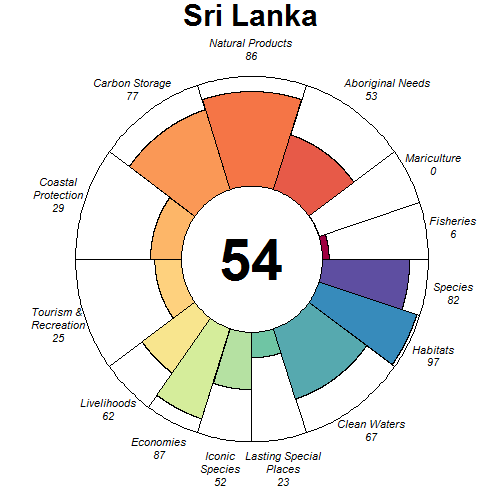 Sri Lanka
Natural Products
86
Carbon Storage
77
Aboriginal Needs
53
Mariculture
0
Coastal
Protection
29
Fisheries
6
54
Species
82
Tourism &
Recreation
25
Habitats
97
Livelihoods
62
Clean Waters
67
Economies
87
Iconic
Species
52
Lasting Special
Places
23